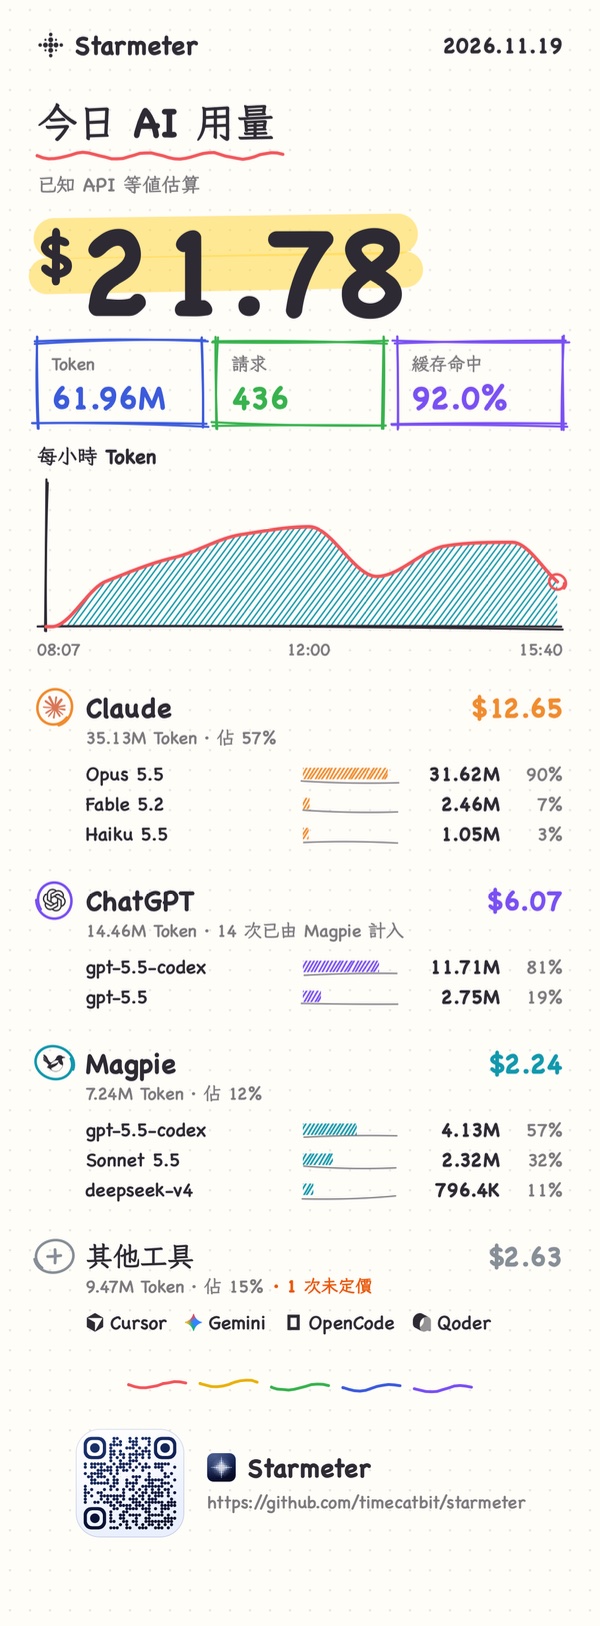 Starmeter 2026.11.19
今日 AI 用量
已知 API 等值估算
$21.78
Token 請求 緩存命中
61.96M 436 92.0%
每小時 Token
08:07 12:00 15:40
Claude $12.65
35.13M Token · 佔 57%
Opus 5.5 31.62M 90%
Fable 5.2 2.46M 7%
Haiku 5.5 1.05M 3%
ChatGPT $6.07
14.46M Token · 14 次已由 Magpie 計入
gpt-5.5-codex 11.71M 81%
gpt-5.5 2.75M 19%
Magpie $2.24
7.24M Token · 佔 12%
gpt-5.5-codex 4.13M 57%
Sonnet 5.5 2.32M 32%
deepseek-v4 796.4K 11%
其他工具 $2.63
9.47M Token · 佔 15% · 1 次未定價
Cursor Gemini OpenCode Qoder
Starmeter
https://github.com/timecatbit/starmeter